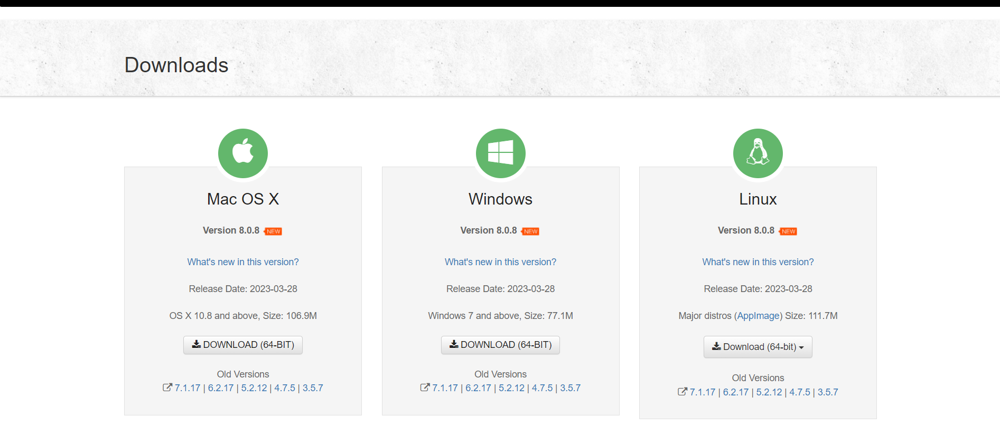 Downloads
Mac OS X
Version 8.0.8 NEW
What's new in this version?
Release Date: 2023-03-28
OS X 10.8 and above, Size: 106.9M
DOWNLOAD (64-BIT)
Old Versions
7.1.17 | 6.2.17 | 5.2.12 | 4.7.5 | 3.5.7
Windows
Version 8.0.8 NEW
What's new in this version?
Release Date: 2023-03-28
Windows 7 and above, Size: 77.1M
DOWNLOAD (64-BIT)
Old Versions
7.1.17 | 6.2.17 | 5.2.12 | 4.7.5 | 3.5.7
Linux
Version 8.0.8 NEW
What's new in this version?
Release Date: 2023-03-28
Major distros (AppImage) Size: 111.7M
Download (64-bit)
Old Versions
7.1.17 | 6.2.17 | 5.2.12 | 4.7.5 | 3.5.7